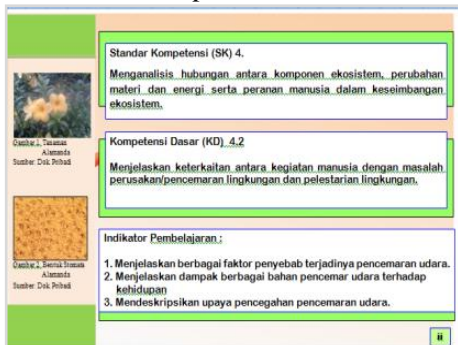 Standar Kompetensi (SK) 4.
Menganalisis hubungan antara komponen ekosistem, perubahan
materi dan energi serta peranan manusia dalam keseimbangan
ekosistem.
Gambar 1. Tanaman
Alamanda
Sumber: Dok. Pribadi
Kompetensi Dasar (KD) 4.2
Menjelaskan keterkaitan antara kegiatan manusia dengan masalah
perusakan/pencemaran lingkungan dan pelestarian lingkungan.
Gambar 2. Bentuk Stomata
Alamanda
Sumber: Dok. Pribadi
Indikator Pembelajaran :
1. Menjelaskan berbagai faktor penyebab terjadinya pencemaran udara.
2. Menjelaskan dampak berbagai bahan pencemar udara terhadap
kehidupan
3. Mendeskripsikan upaya pencegahan pencemaran udara.
ii